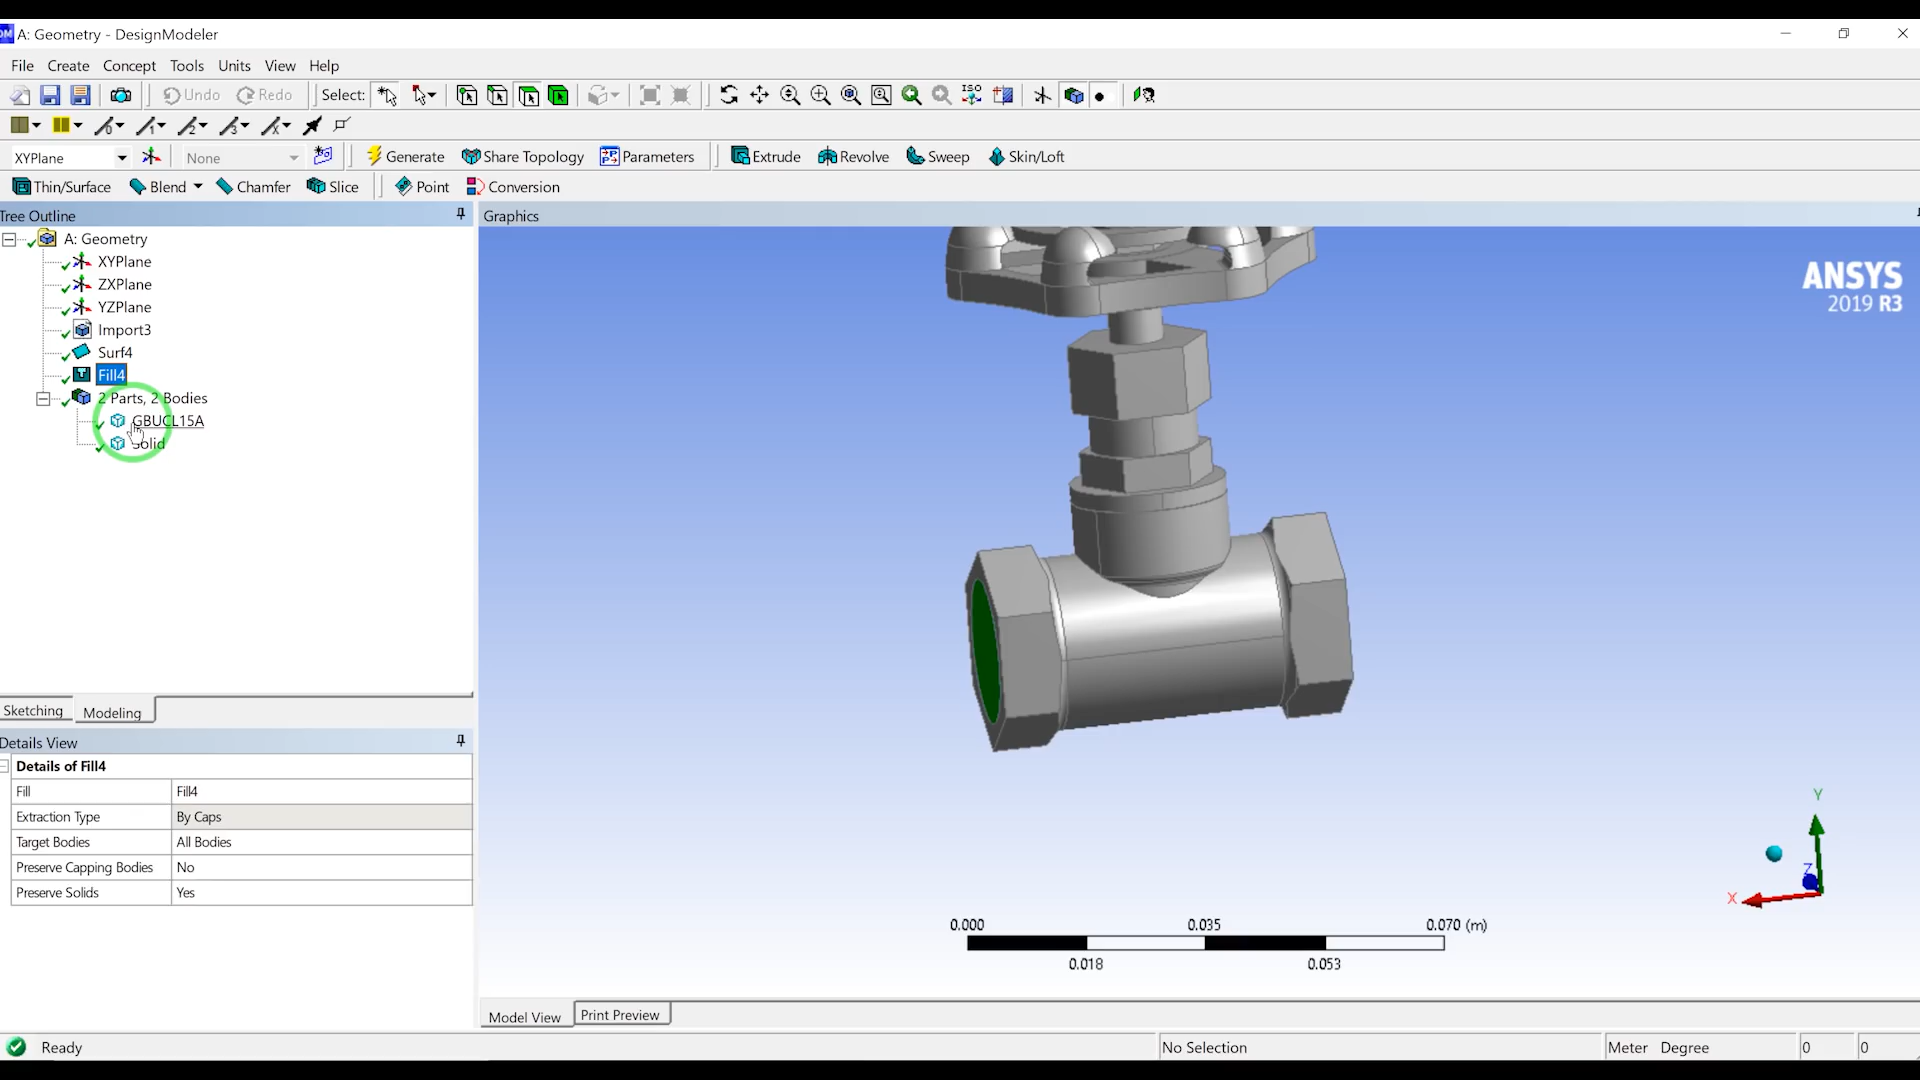 A: Geometry - DesignModeler
File Create Concept Tools Units View Help
Undo Redo Select: ISO
XYPlane None Generate Share Topology Parameters Extrude Revolve Sweep Skin/Loft
Thin/Surface Blend Chamfer Slice Point Conversion
Tree Outline
Graphics
A: Geometry
XYPlane
ZXPlane
YZPlane
Import3
Surf4
Fill4
2 Parts, 2 Bodies
GBUCL15A
Solid
ANSYS
2019 R3
Sketching Modeling
Details View
Details of Fill4
Fill Fill4
Extraction Type By Caps
Target Bodies All Bodies
Preserve Capping Bodies No
Preserve Solids Yes
Y
Z
X
0.000 0.035 0.070 (m)
0.018 0.053
Model View Print Preview
Ready No Selection Meter Degree 0 0